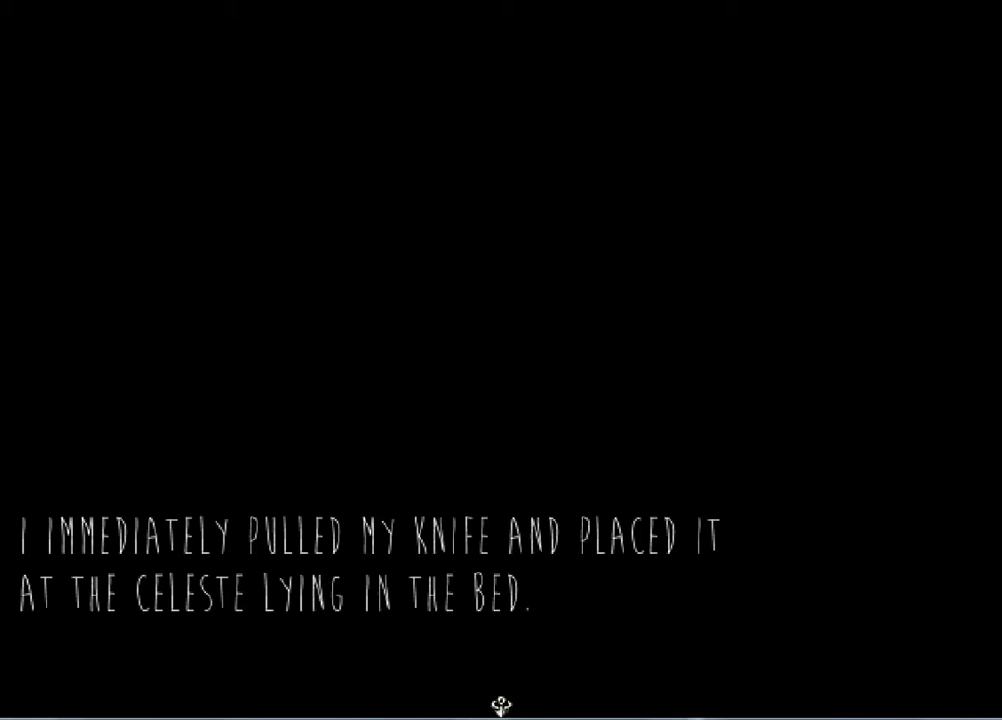 I IMMEDIATELY PULLED MY KNIFE AND PLACED IT
AT THE CELESTE LYING IN THE BED.